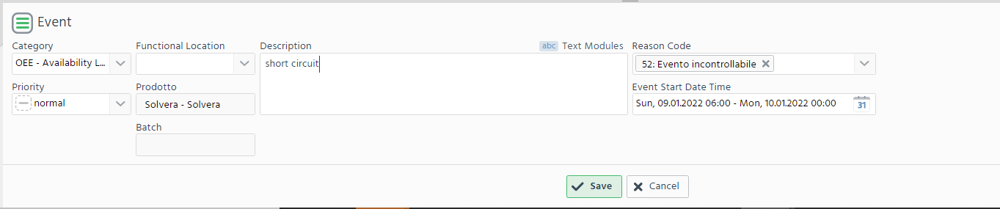 Event
Category
Functional Location
Description
abc Text Modules
Reason Code
OEE - Availability L...
short circuit
52: Evento incontrollabile
Priority
Prodotto
Event Start Date Time
normal
Solvera - Solvera
Sun, 09.01.2022 06:00 - Mon, 10.01.2022 00:00
31
Batch
Save
Cancel